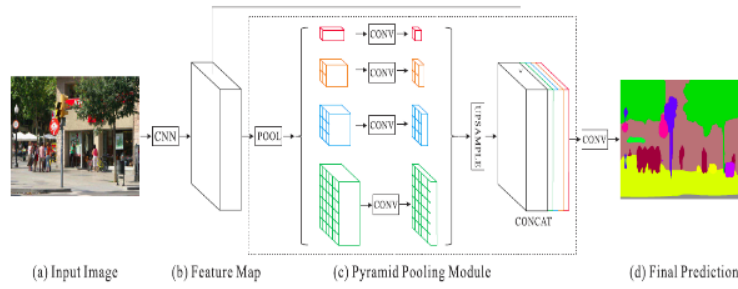 CNN
POOL
CONV
CONV
CONV
CONV
UPSAMPLE
CONCAT
CONV
(a) Input Image
(b) Feature Map
(c) Pyramid Pooling Module
(d) Final Prediction